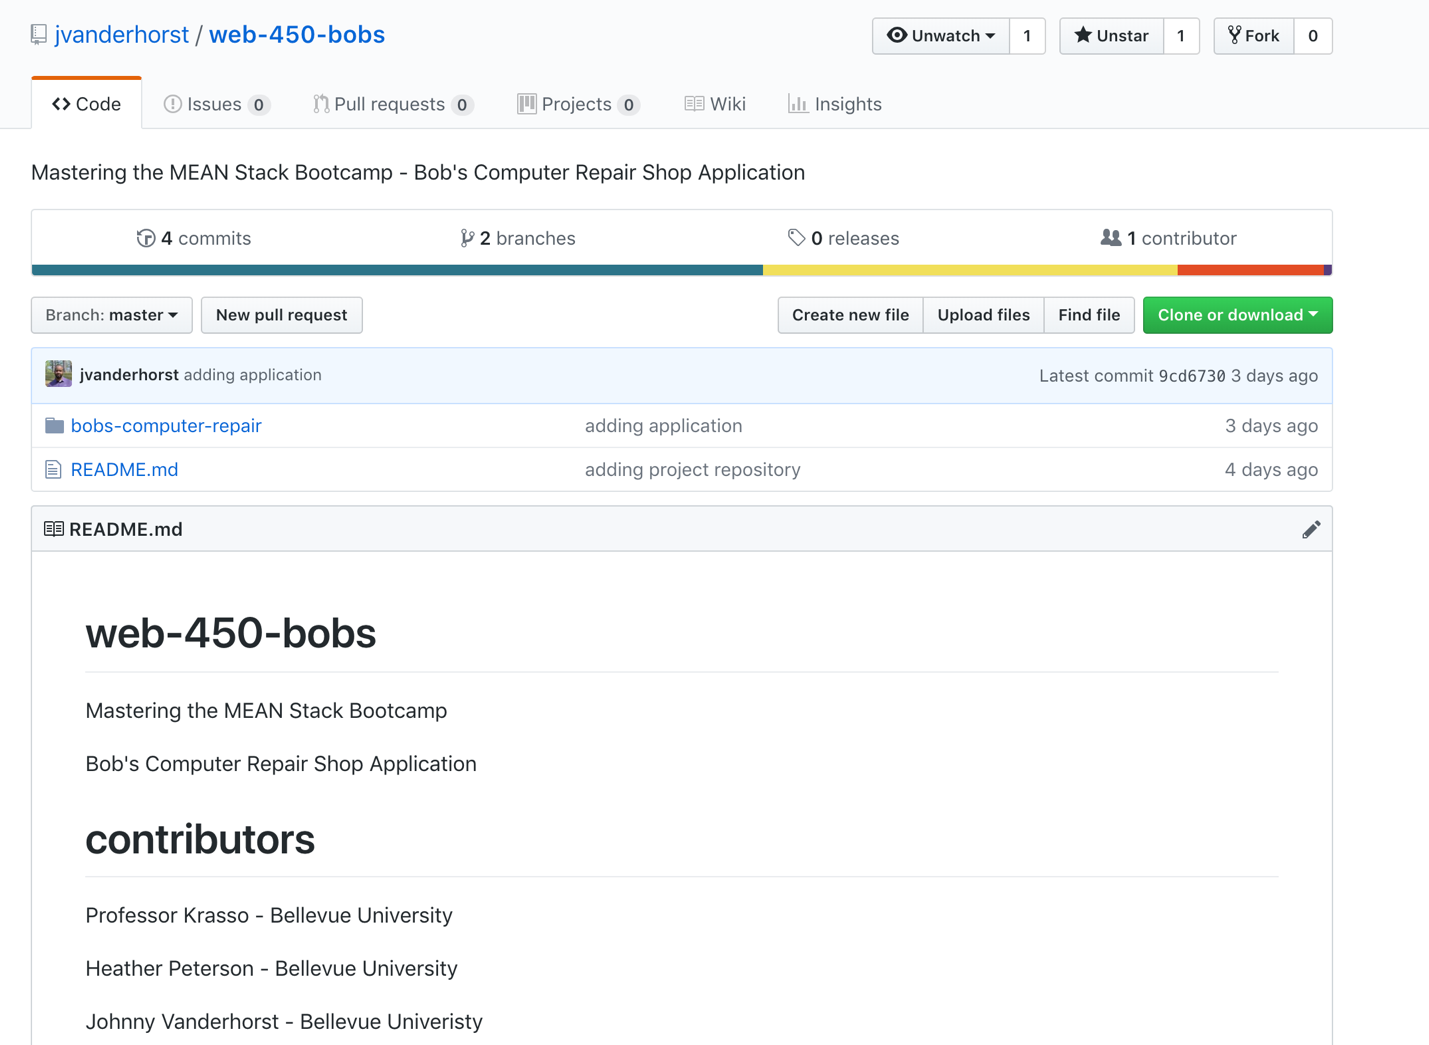 jvanderhorst / web-450-bobs Unwatch 1 Unstar 1 Fork 0
Code Issues 0 Pull requests 0 Projects 0 Wiki Insights
Mastering the MEAN Stack Bootcamp - Bob's Computer Repair Shop Application
4 commits 2 branches 0 releases 1 contributor
Branch: master New pull request Create new file Upload files Find file Clone or download
jvanderhorst adding application Latest commit 9cd6730 3 days ago
bobs-computer-repair adding application 3 days ago
README.md adding project repository 4 days ago
README.md
web-450-bobs
Mastering the MEAN Stack Bootcamp
Bob's Computer Repair Shop Application
contributors
Professor Krasso - Bellevue University
Heather Peterson - Bellevue University
Johnny Vanderhorst - Bellevue Univeristy